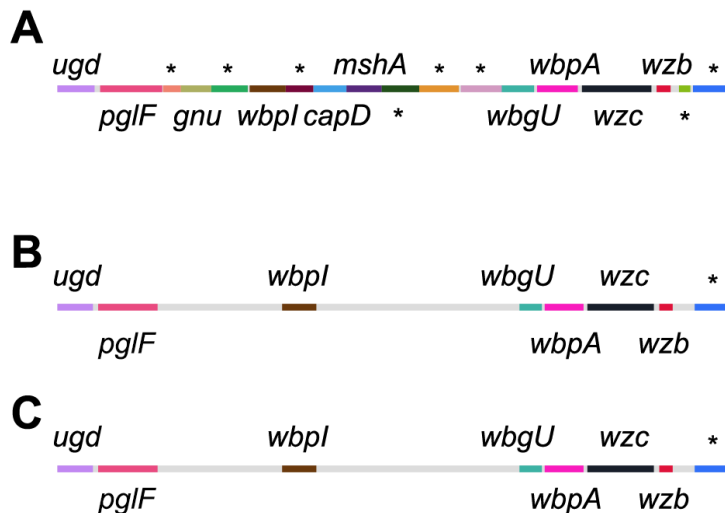 A
ugd * * * mshA * * wbpA wzb *
pglF gnu wbpI capD * wbgU wzc *
B
ugd wbpI wbgU wzc *
pglF wbpA wzb
C
ugd wbpI wbgU wzc *
pglF wbpA wzb